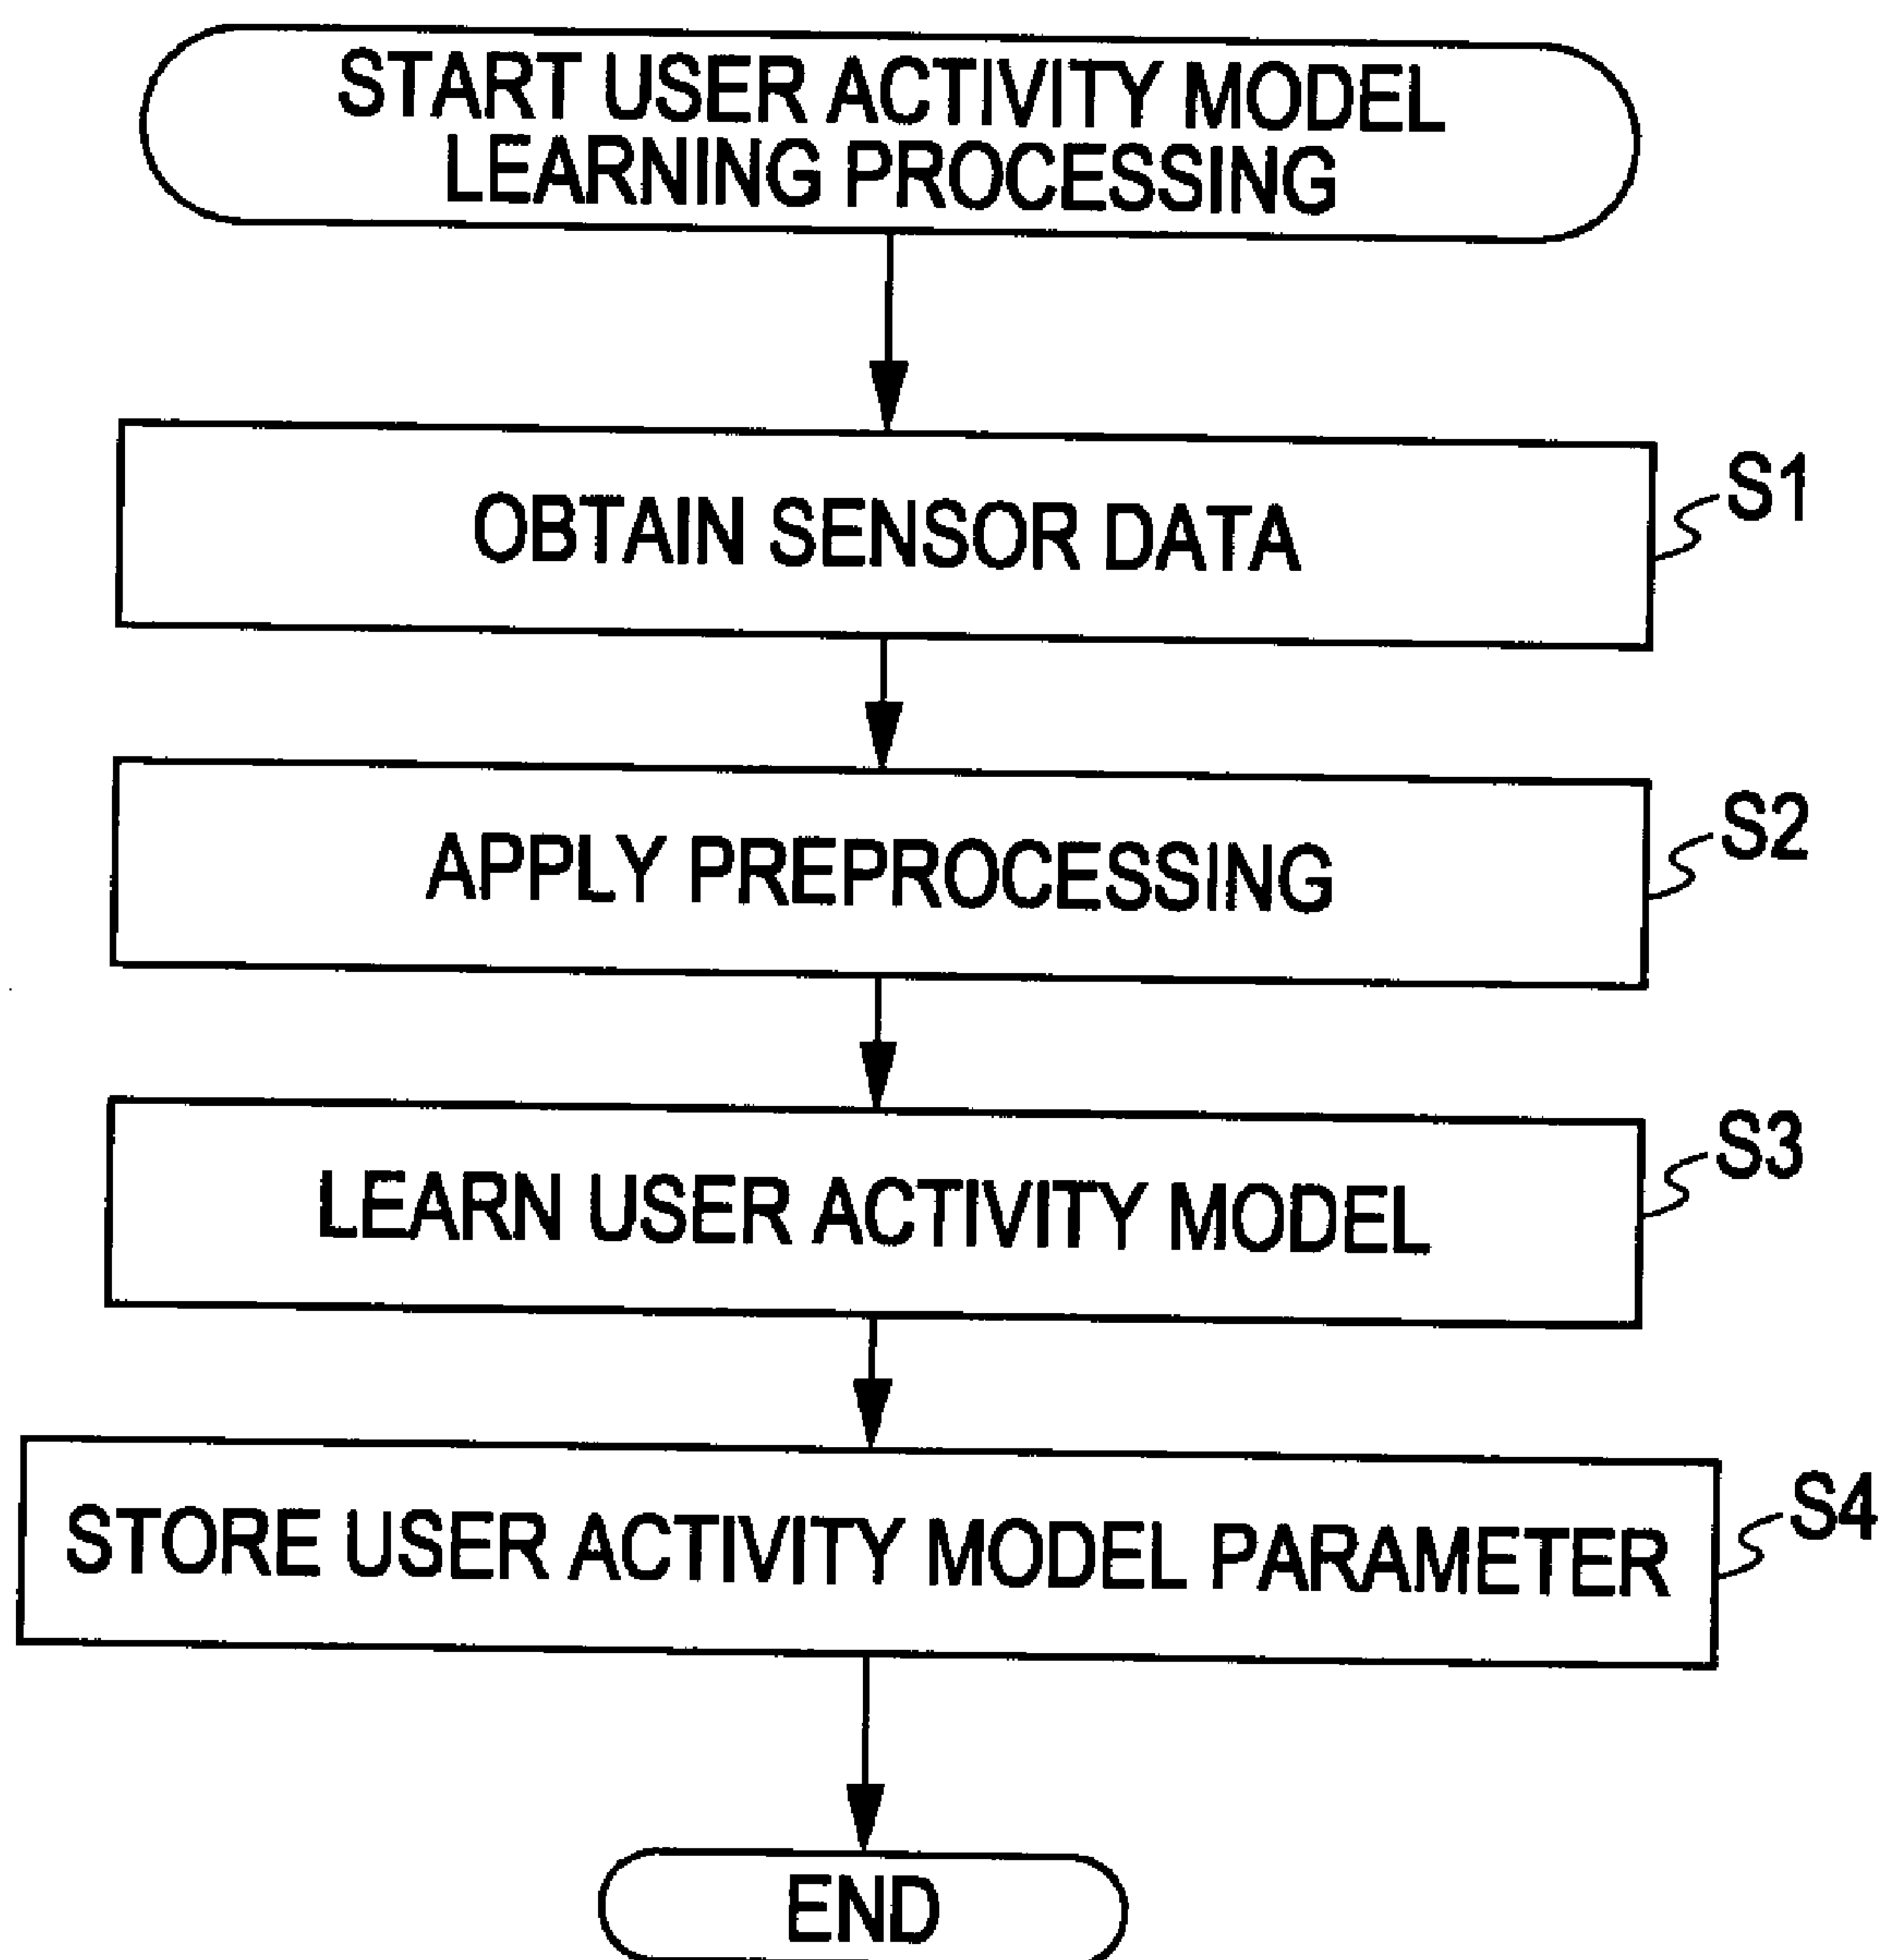 START USER ACTIVITY MODEL
LEARNING PROCESSING
OBTAIN SENSOR DATA
S1
APPLY PREPROCESSING
S2
LEARN USER ACTIVITY MODEL
S3
STORE USER ACTIVITY MODEL PARAMETER
S4
END